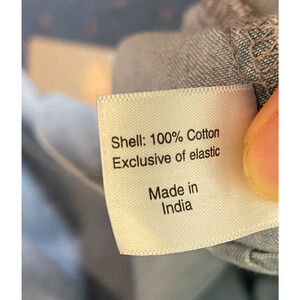 Shell: 100% Cotton
Exclusive of elastic
Made in
India